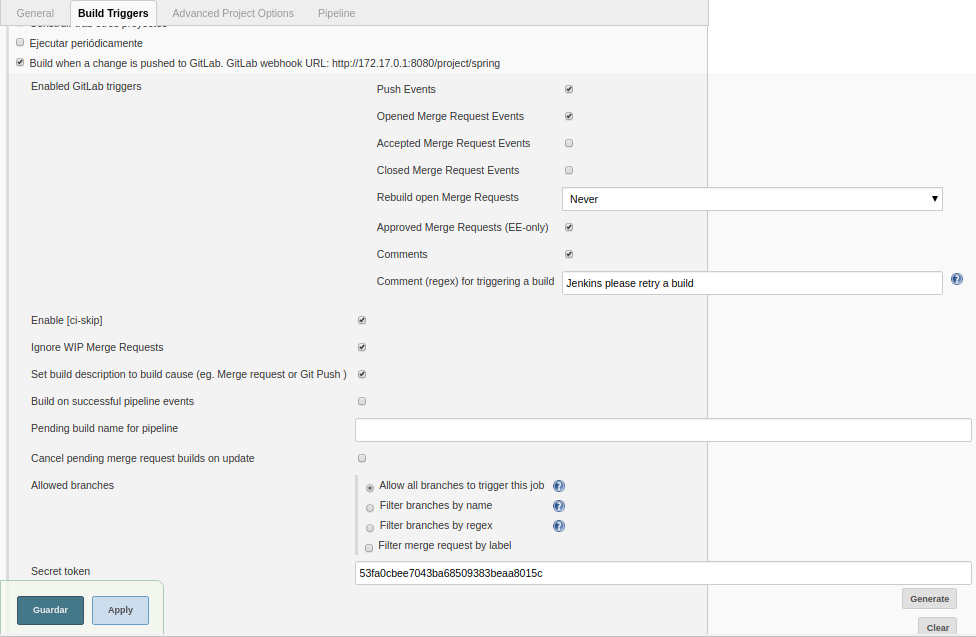 General Build Triggers Advanced Project Options Pipeline
Construir tras otros proyectos
Ejecutar periódicamente
Build when a change is pushed to GitLab. GitLab webhook URL: http://172.17.0.1:8080/project/spring
Enabled GitLab triggers
Push Events
Opened Merge Request Events
Accepted Merge Request Events
Closed Merge Request Events
Rebuild open Merge Requests Never
Approved Merge Requests (EE-only)
Comments
Comment (regex) for triggering a build Jenkins please retry a build
Enable [ci-skip]
Ignore WIP Merge Requests
Set build description to build cause (eg. Merge request or Git Push )
Build on successful pipeline events
Pending build name for pipeline
Cancel pending merge request builds on update
Allowed branches
Allow all branches to trigger this job
Filter branches by name
Filter branches by regex
Filter merge request by label
Secret token 53fa0cbee7043ba68509383beaa8015c
Generate
Guardar Apply
Clear